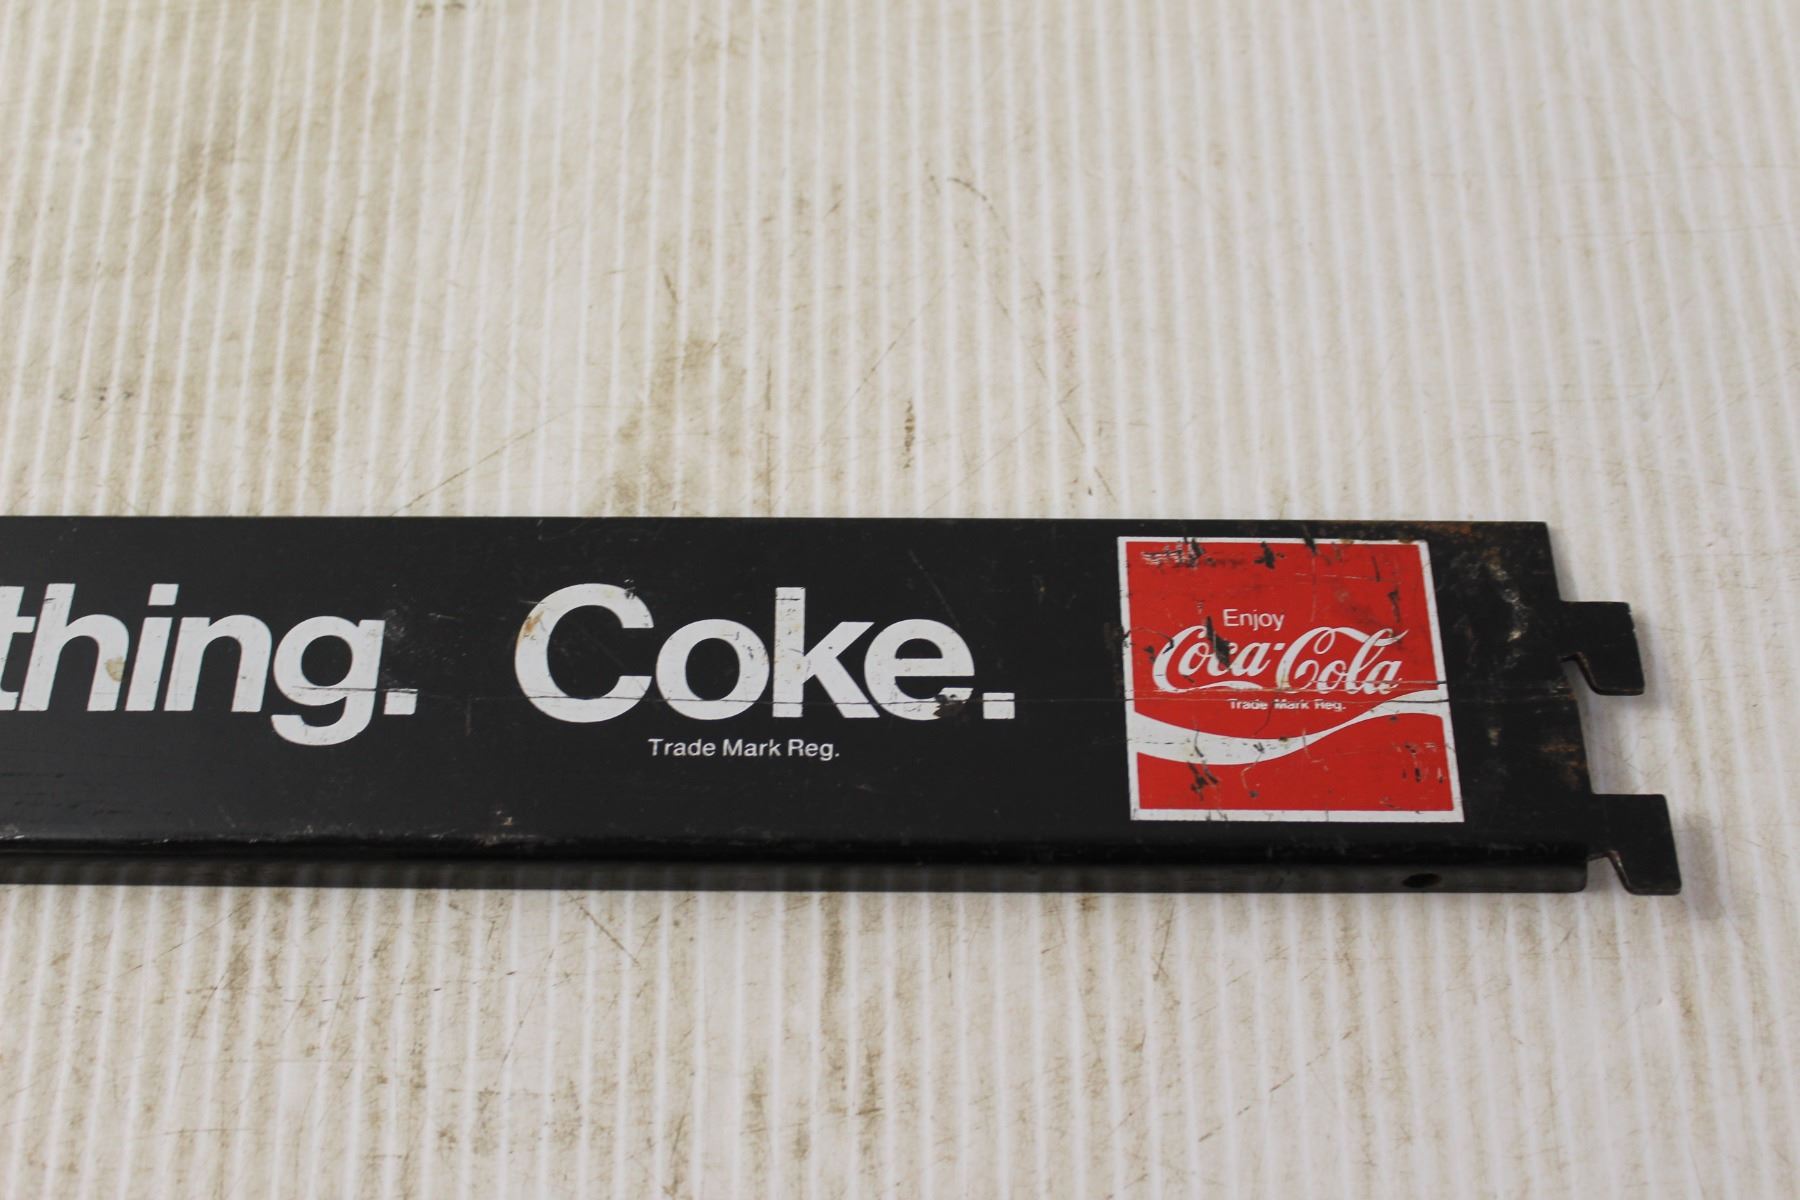 thing. Coke.
Trade Mark Reg.
Enjoy
Coca-Cola
Trade Mark Reg.